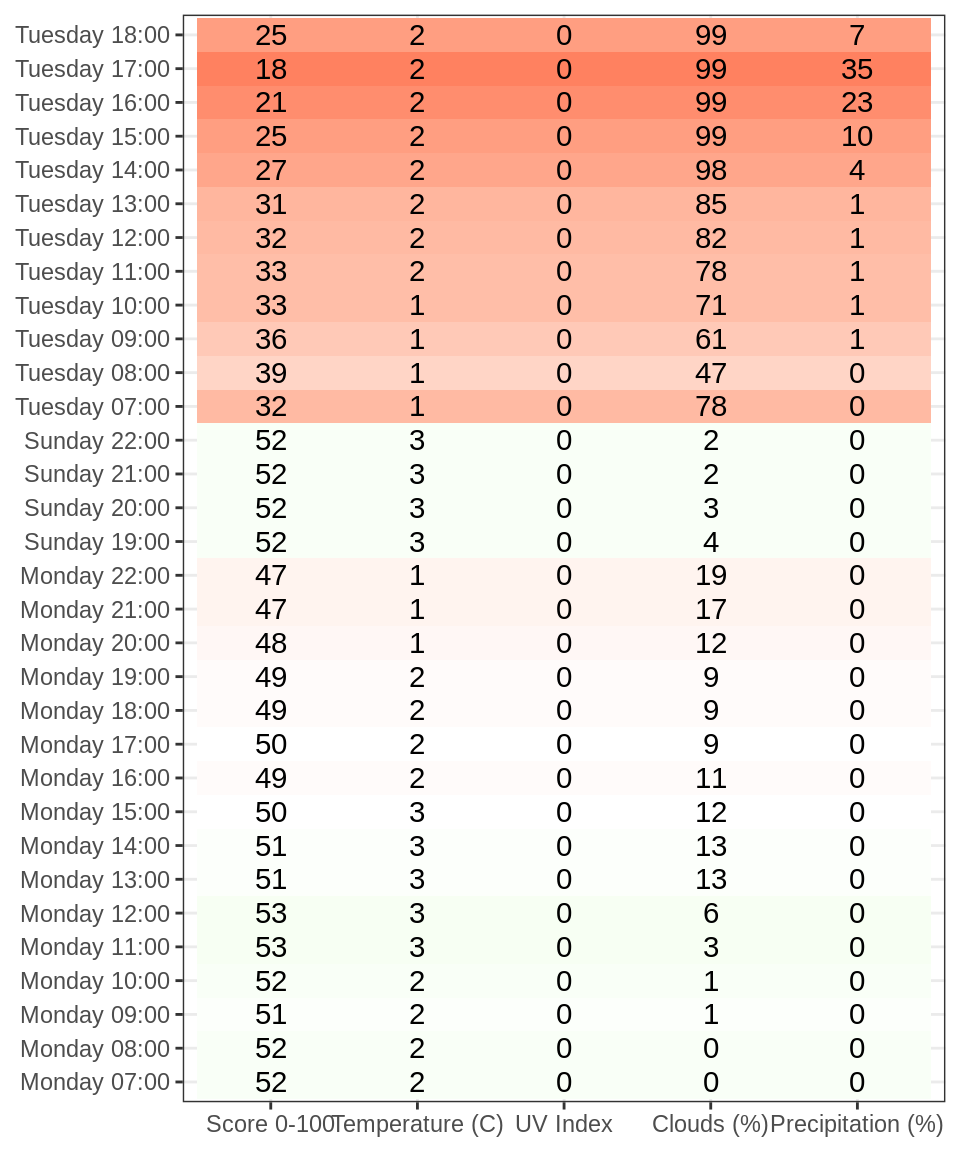 Tuesday 18:00 25 2 0 99 7
Tuesday 17:00 18 2 0 99 35
Tuesday 16:00 21 2 0 99 23
Tuesday 15:00 25 2 0 99 10
Tuesday 14:00 27 2 0 98 4
Tuesday 13:00 31 2 0 85 1
Tuesday 12:00 32 2 0 82 1
Tuesday 11:00 33 2 0 78 1
Tuesday 10:00 33 1 0 71 1
Tuesday 09:00 36 1 0 61 1
Tuesday 08:00 39 1 0 47 0
Tuesday 07:00 32 1 0 78 0
Sunday 22:00 52 3 0 2 0
Sunday 21:00 52 3 0 2 0
Sunday 20:00 52 3 0 3 0
Sunday 19:00 52 3 0 4 0
Monday 22:00 47 1 0 19 0
Monday 21:00 47 1 0 17 0
Monday 20:00 48 1 0 12 0
Monday 19:00 49 2 0 9 0
Monday 18:00 49 2 0 9 0
Monday 17:00 50 2 0 9 0
Monday 16:00 49 2 0 11 0
Monday 15:00 50 3 0 12 0
Monday 14:00 51 3 0 13 0
Monday 13:00 51 3 0 13 0
Monday 12:00 53 3 0 6 0
Monday 11:00 53 3 0 3 0
Monday 10:00 52 2 0 1 0
Monday 09:00 51 2 0 1 0
Monday 08:00 52 2 0 0 0
Monday 07:00 52 2 0 0 0
Score 0-100 Temperature (C) UV Index Clouds (%) Precipitation (%)